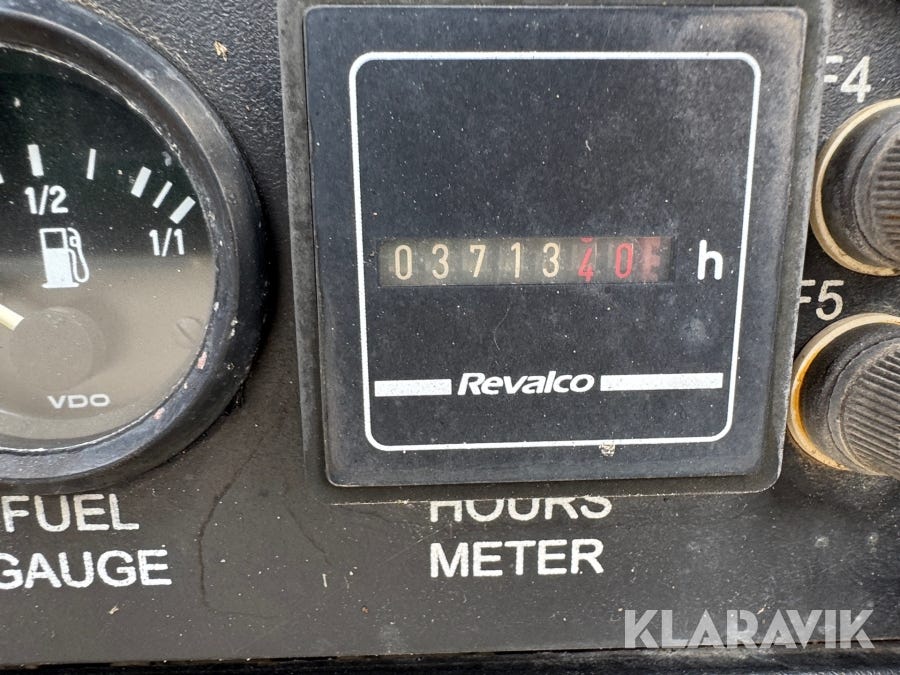 F4
1/2
1/1
0371340 h
F5
Revalco
VDO
FUEL
GAUGE
HOURS
METER
KLARAVIK